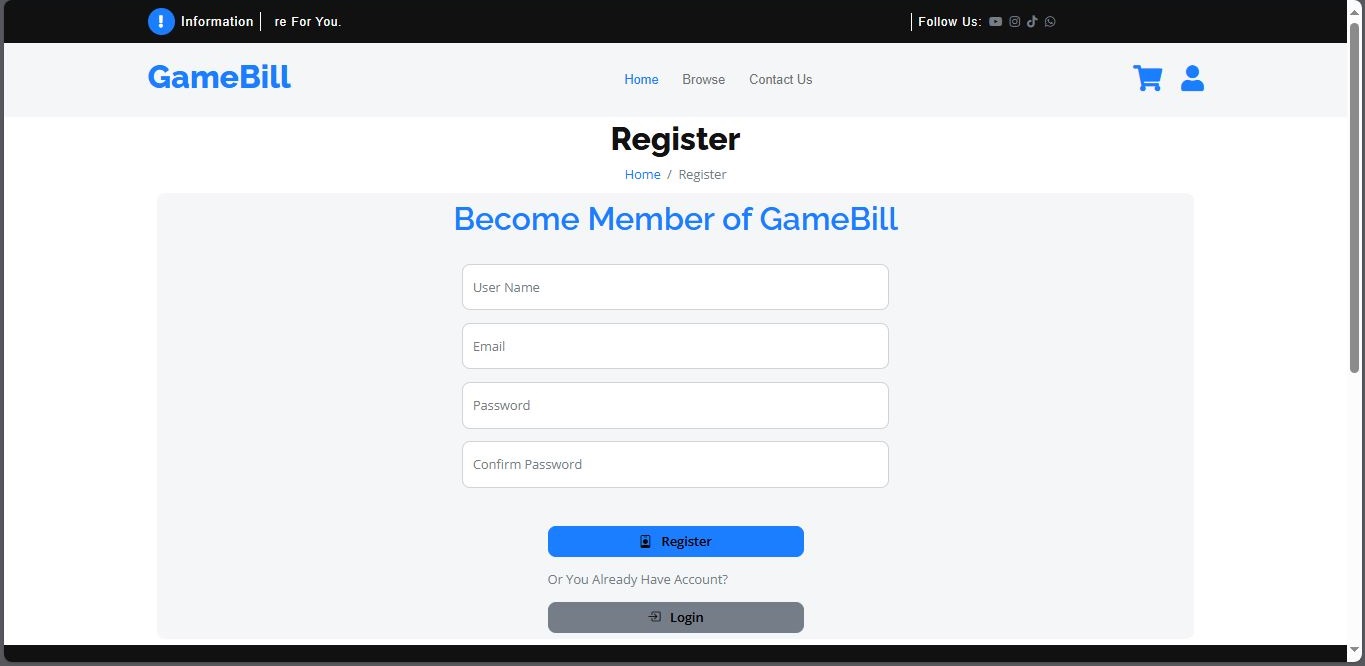 Information re For You. Follow Us:
GameBill Home Browse Contact Us
Register
Home / Register
Become Member of GameBill
User Name
Email
Password
Confirm Password
Register
Or You Already Have Account?
Login